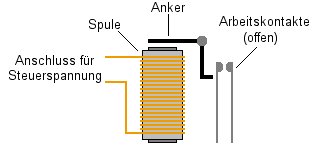 Anker
Spule
Arbeitskontakte
(offen)
Anschluss für
Steuerspannung